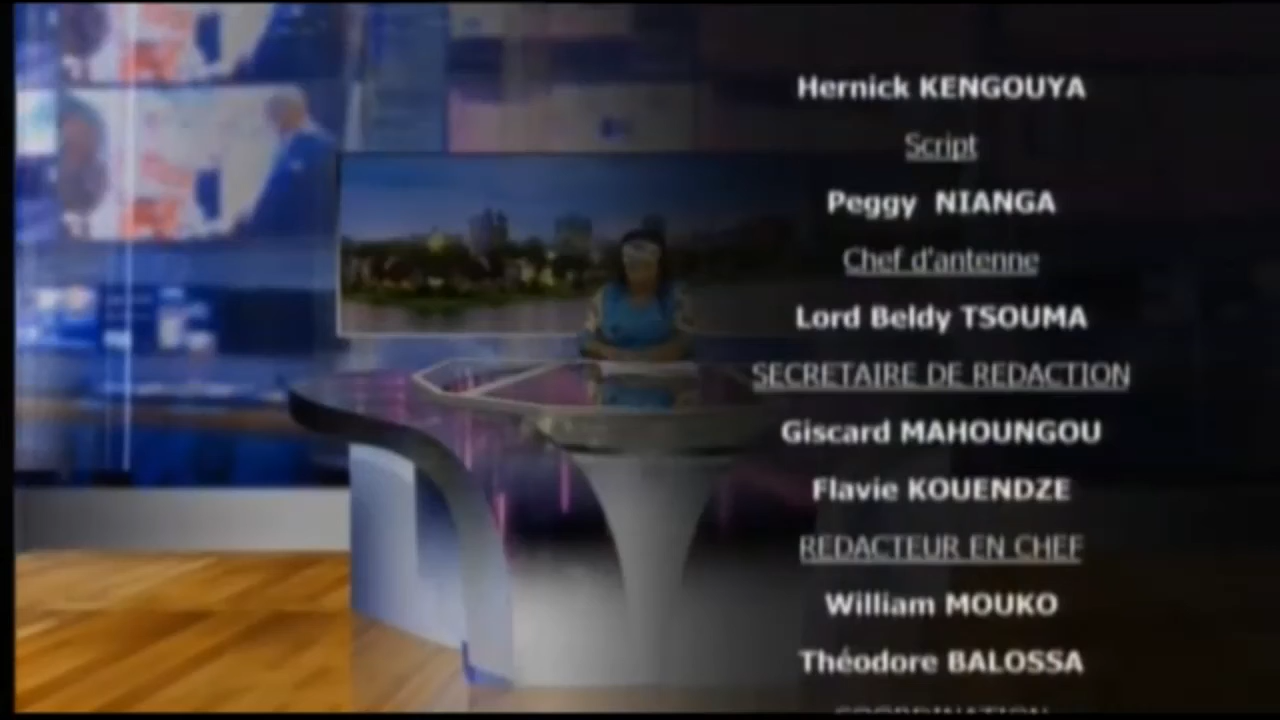 Hernick KENGOUYA
Script
Peggy NIANGA
Chef d'antenne
Lord Beldy TSOUMA
SECRETAIRE DE REDACTION
Giscard MAHOUNGOU
Flavie KOUENDZE
REDACTEUR EN CHEF
William MOUKO
Théodore BALOSSA
COORDINATION